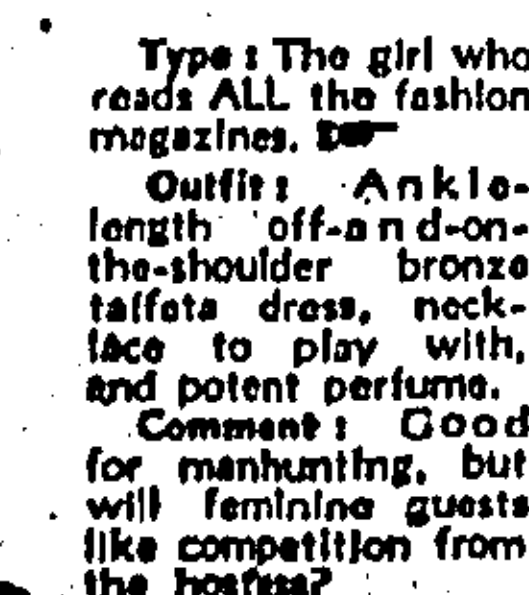 Type : The girl who
reads ALL the fashion
magazines.
Outfit : Ankle-
length off-and-on-
the-shoulder bronze
taffeta dress, neck-
lace to play with,
and potent perfume.
Comment : Good
for manhunting, but
will feminine guests
like competition from
the hostess?